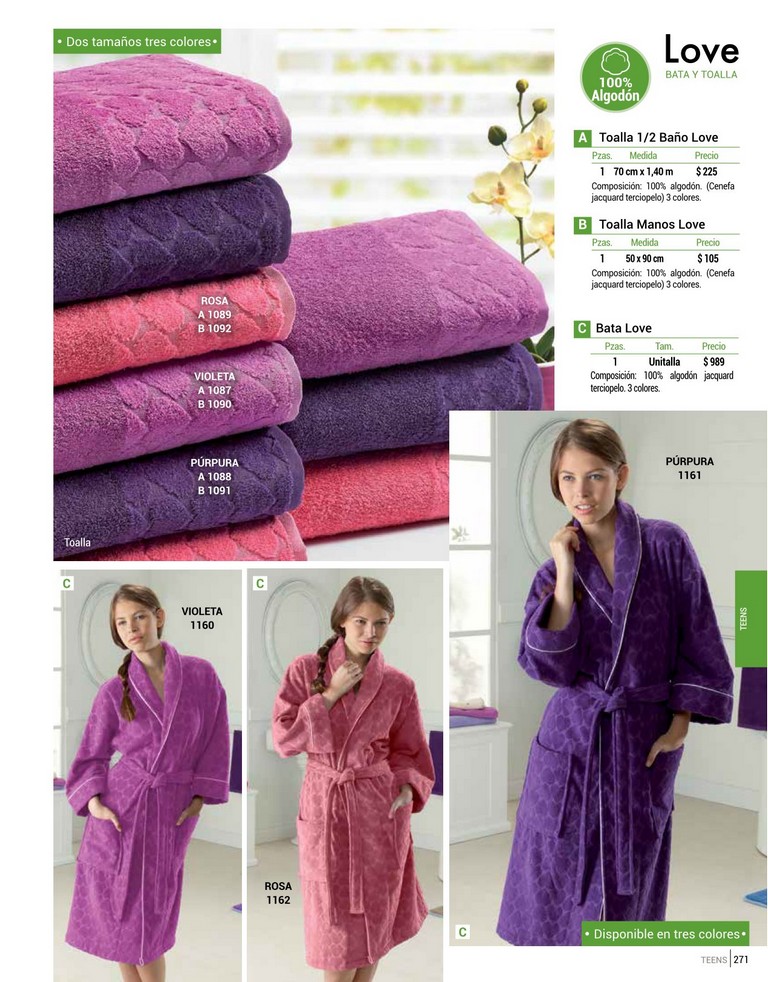 • Dos tamaños tres colores•
Love
BATA Y TOALLA
100%
Algodón
A Toalla 1/2 Baño Love
Pzas. Medida Precio
1 70 cm x 1,40 m $ 225
Composición: 100% algodón. (Cenefa
jacquard terciopelo) 3 colores.
B Toalla Manos Love
Pzas. Medida Precio
1 50 x 90 cm $ 105
Composición: 100% algodón. (Cenefa
jacquard terciopelo) 3 colores.
C Bata Love
Pzas. Tam. Precio
1 Unitalla $ 989
Composición: 100% algodón jacquard
terciopelo. 3 colores.
ROSA
A 1089
B 1092
VIOLETA
A 1087
B 1090
PÚRPURA
A 1088
B 1091
Toalla
PÚRPURA
1161
C
VIOLETA
1160
C
ROSA
1162
TEENS
C
• Disponible en tres colores•
TEENS 271